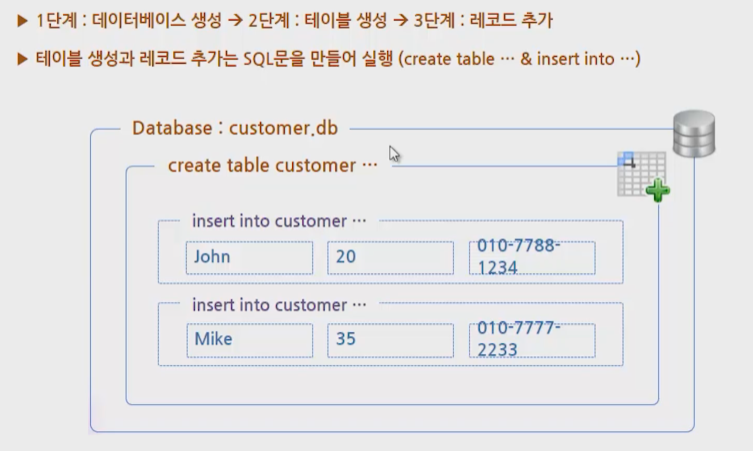 ▶ 1단계 : 데이터베이스 생성 → 2단계 : 테이블 생성 → 3단계 : 레코드 추가
▶ 테이블 생성과 레코드 추가는 SQL문을 만들어 실행 (create table … & insert into …)
Database : customer.db
create table customer …
insert into customer …
John 20 010-7788-
1234
insert into customer …
Mike 35 010-7777-
2233